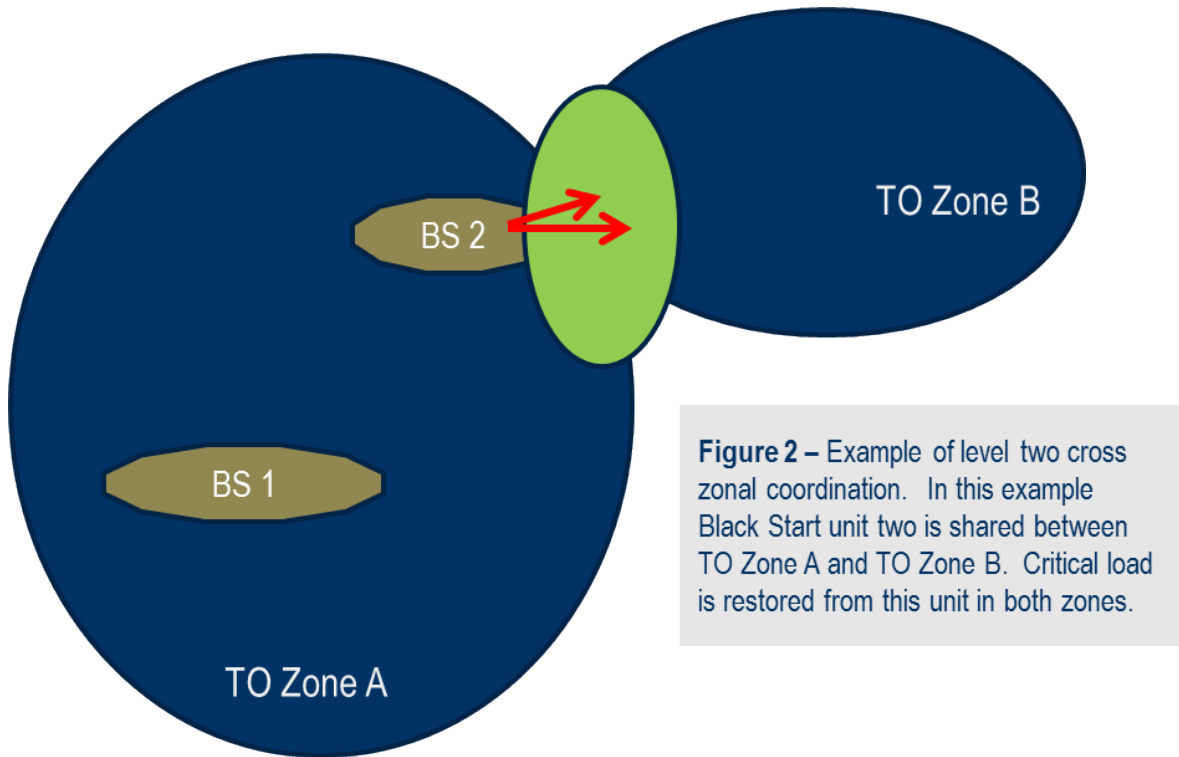 TO Zone B
BS 2
BS 1
TO Zone A
Figure 2 – Example of level two cross
zonal coordination. In this example
Black Start unit two is shared between
TO Zone A and TO Zone B. Critical load
is restored from this unit in both zones.